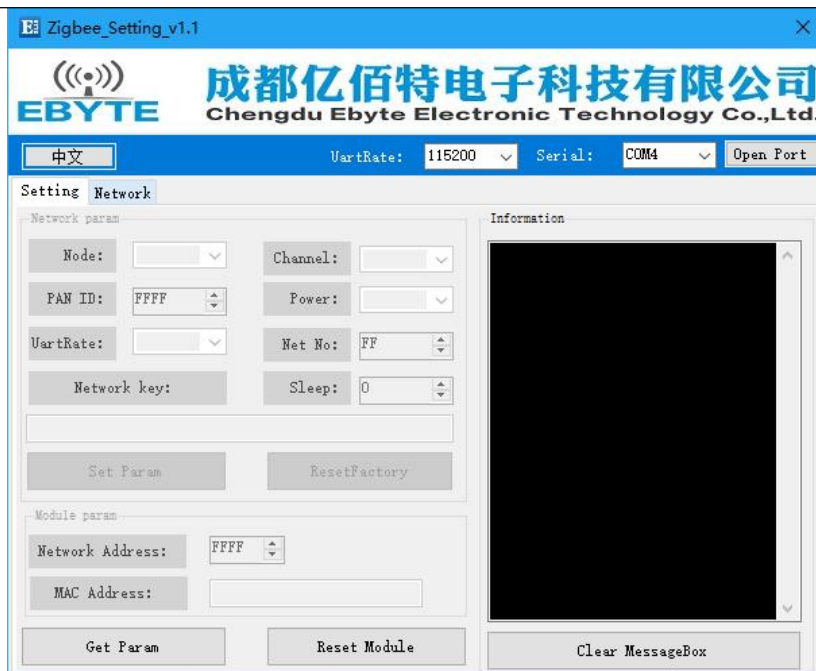 Zigbee_Setting_v1.1
EBYTE
成都亿佰特电子科技有限公司
Chengdu Ebyte Electronic Technology Co.,Ltd.
中文 UartRate: 115200 Serial: COM4 Open Port
Setting Network
Network param
Node: Channel:
PAN ID: FFFF Power:
UartRate: Net No: FF
Network key: Sleep: 0
Set Param ResetFactory
Module param
Network Address: FFFF
MAC Address:
Get Param Reset Module
Information
Clear MessageBox